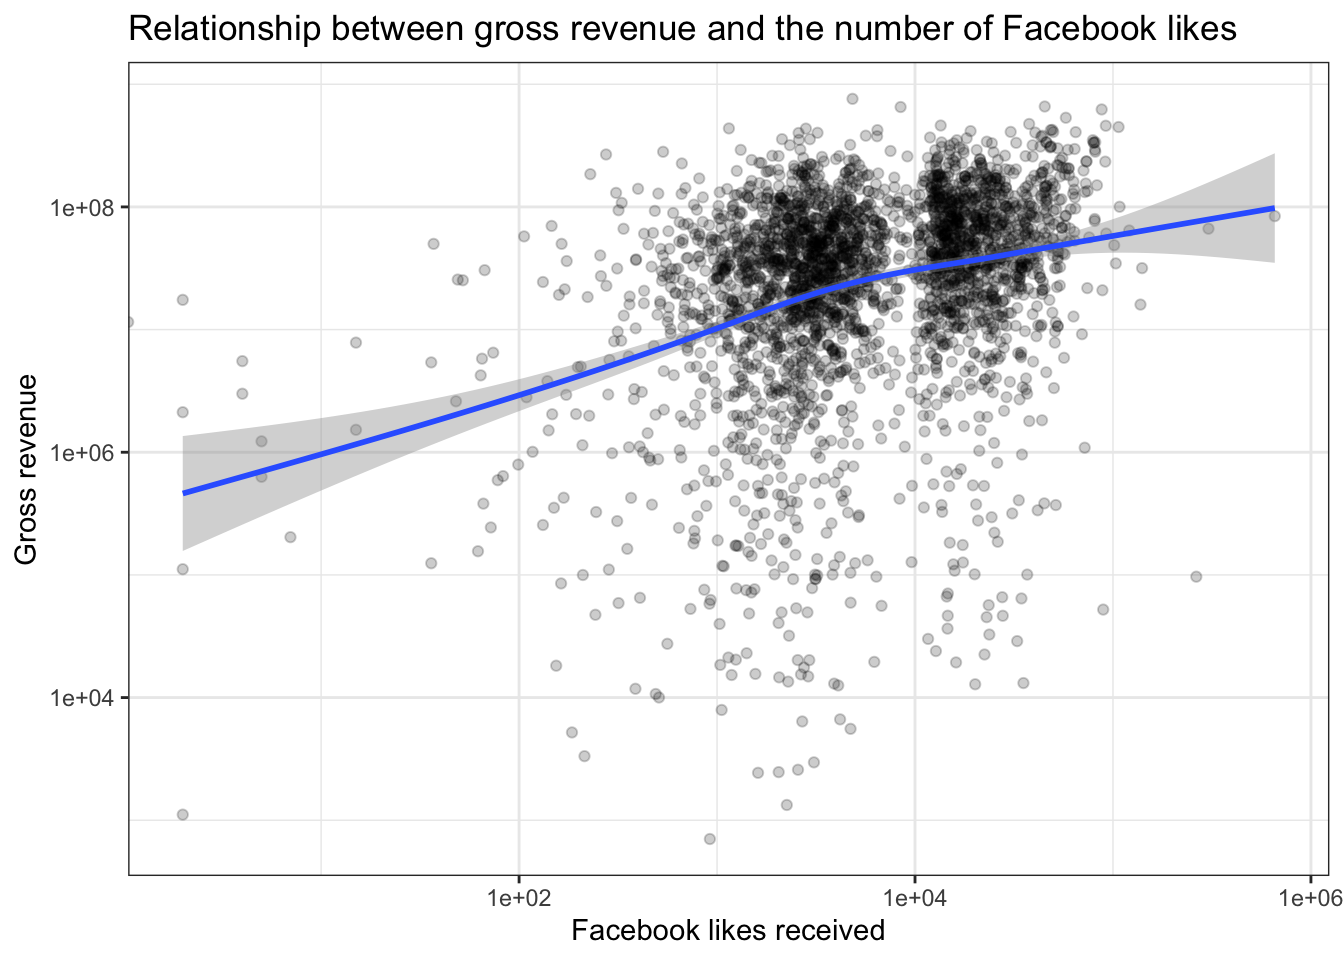 Relationship between gross revenue and the number of Facebook likes
Gross revenue
1e+08
1e+06
1e+04
1e+02
1e+04
1e+06
Facebook likes received